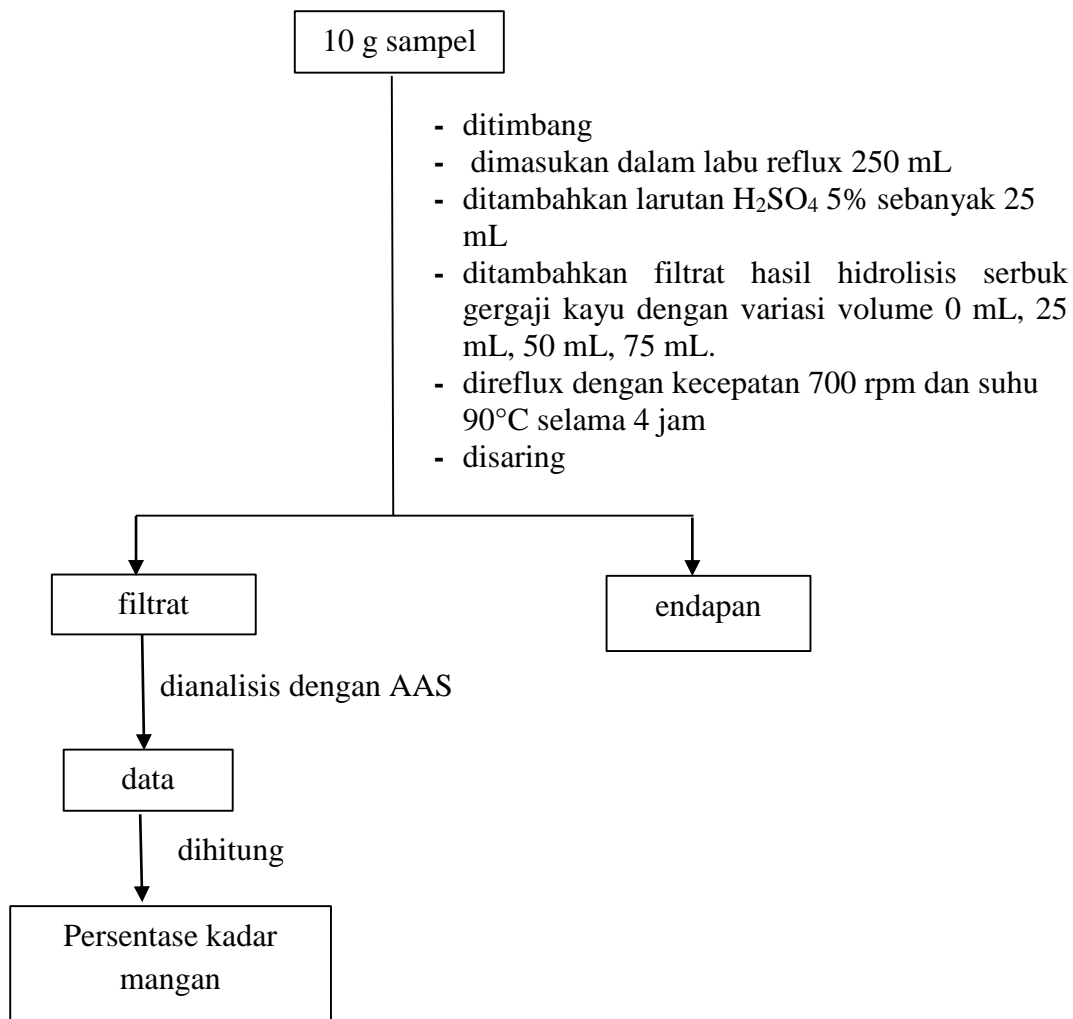 10 g sampel
- ditimbang
- dimasukan dalam labu reflux 250 mL
- ditambahkan larutan H₂SO₄ 5% sebanyak 25
mL
- ditambahkan filtrat hasil hidrolisis serbuk
gergaji kayu dengan variasi volume 0 mL, 25
mL, 50 mL, 75 mL.
- direflux dengan kecepatan 700 rpm dan suhu
90°C selama 4 jam
- disaring
filtrat
endapan
dianalisis dengan AAS
data
dihitung
Persentase kadar
mangan